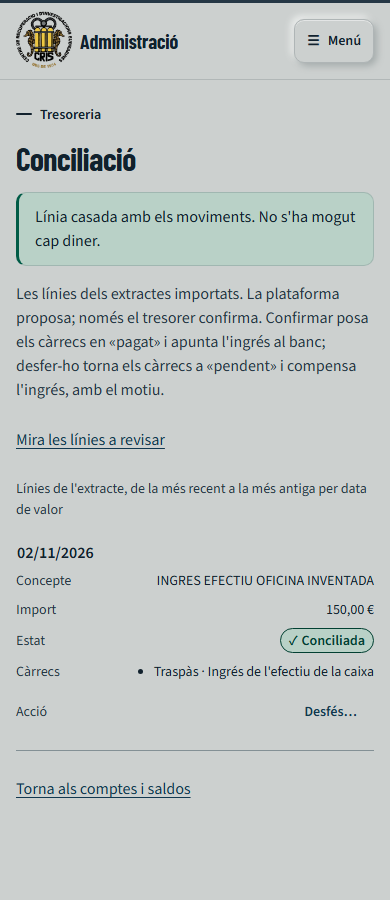 CRIS
Administració
☰ Menú
— Tresoreria
Conciliació
Línia casada amb els moviments. No s'ha mogut
cap diner.
Les línies dels extractes importats. La plataforma
proposa; només el tresorer confirma. Confirmar posa
els càrrecs en «pagat» i apunta l'ingrés al banc;
desfer-ho torna els càrrecs a «pendent» i compensa
l'ingrés, amb el motiu.
Mira les línies a revisar
Línies de l'extracte, de la més recent a la més antiga per data
de valor
02/11/2026
Concepte INGRES EFECTIU OFICINA INVENTADA
Import 150,00 €
Estat ✓ Conciliada
Càrrecs • Traspàs · Ingrés de l'efectiu de la caixa
Acció Desfés…
Torna als comptes i saldos